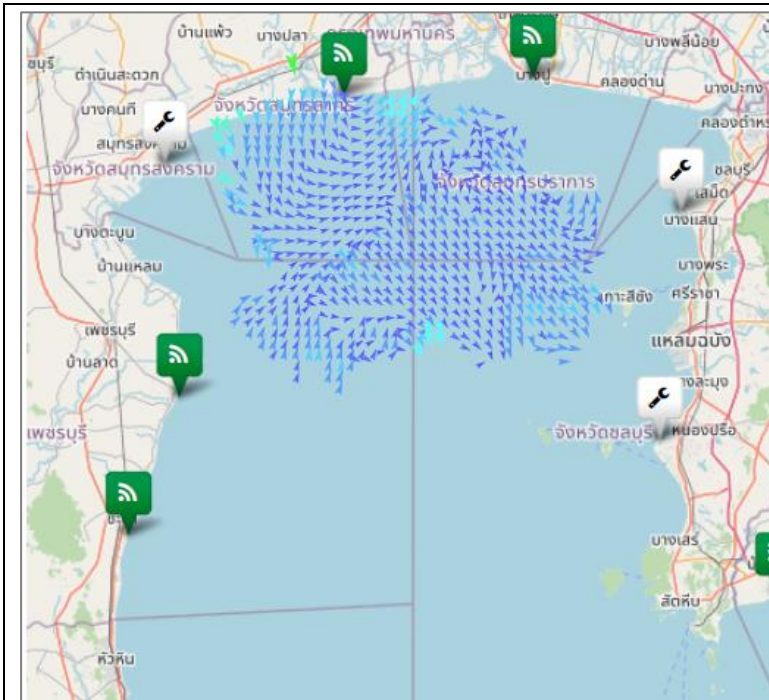 บ้านแพ้ว
บางปลา
กรุงเทพมหานคร
บางพลีน้อย
ชบุรี
ดำเนินสะดวก
บางปู
คลองด่าน
บางปะกง
บางคนที
จังหวัดสมุทรสาคร
คลองตำหรุ
สมุทรสงคราม
จังหวัดสมุทรสงคราม
จังหวัดสมุทรปราการ
ชลบุรี
เสม็ด
บางแสน
บางตะบูน
บ้านแหลม
บางพระ
เกาะสีชัง
ศรีราชา
เพชรบุรี
แหลมฉบัง
บ้านลาด
บางละมุง
เพชรบุรี
จังหวัดชลบุรี
หนองปรือ
บางเสร่
สัตหีบ
หัวหิน